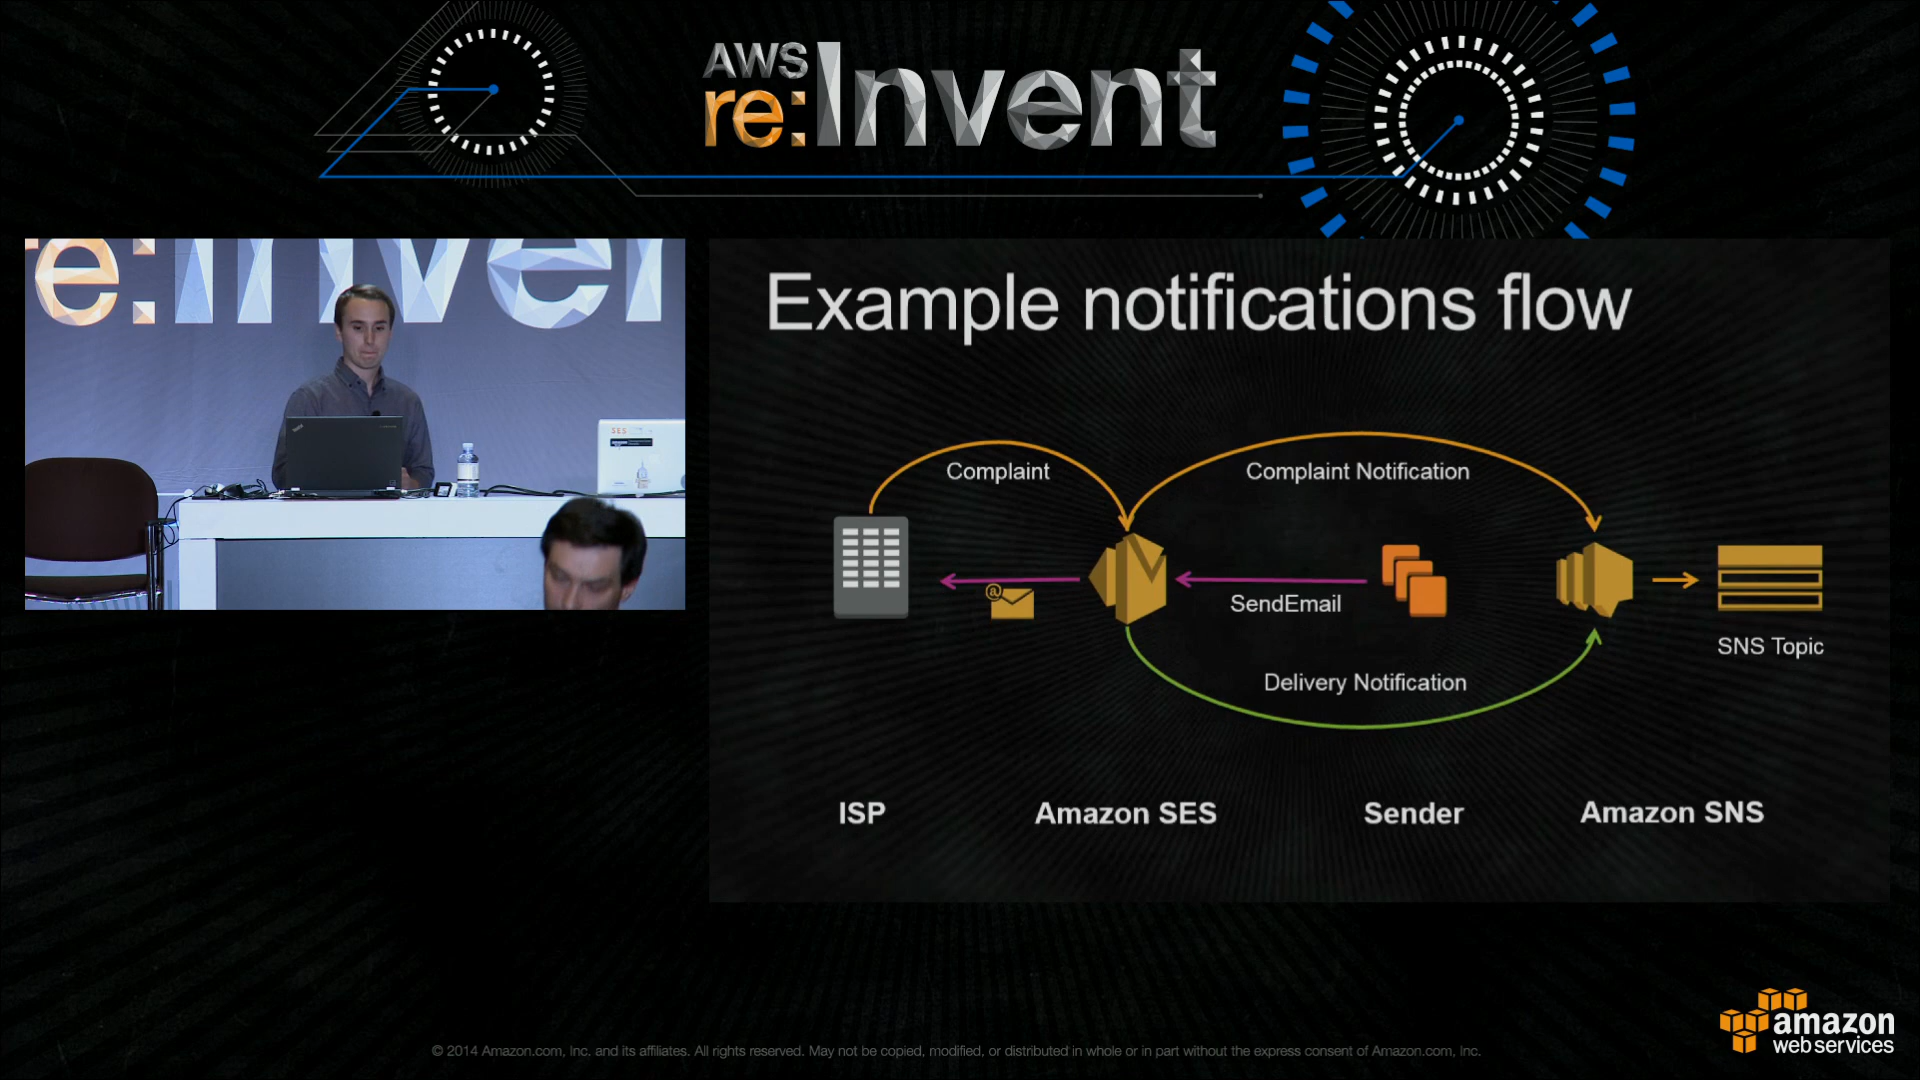 AWS
re:Invent
e:Inven
SES
Example notifications flow
Complaint
Complaint Notification
@
SendEmail
SNS Topic
Delivery Notification
ISP
Amazon SES
Sender
Amazon SNS
amazon
web services
© 2014 Amazon.com, Inc. and its affiliates. All rights reserved. May not be copied, modified, or distributed in whole or in part without the express consent of Amazon.com, Inc.